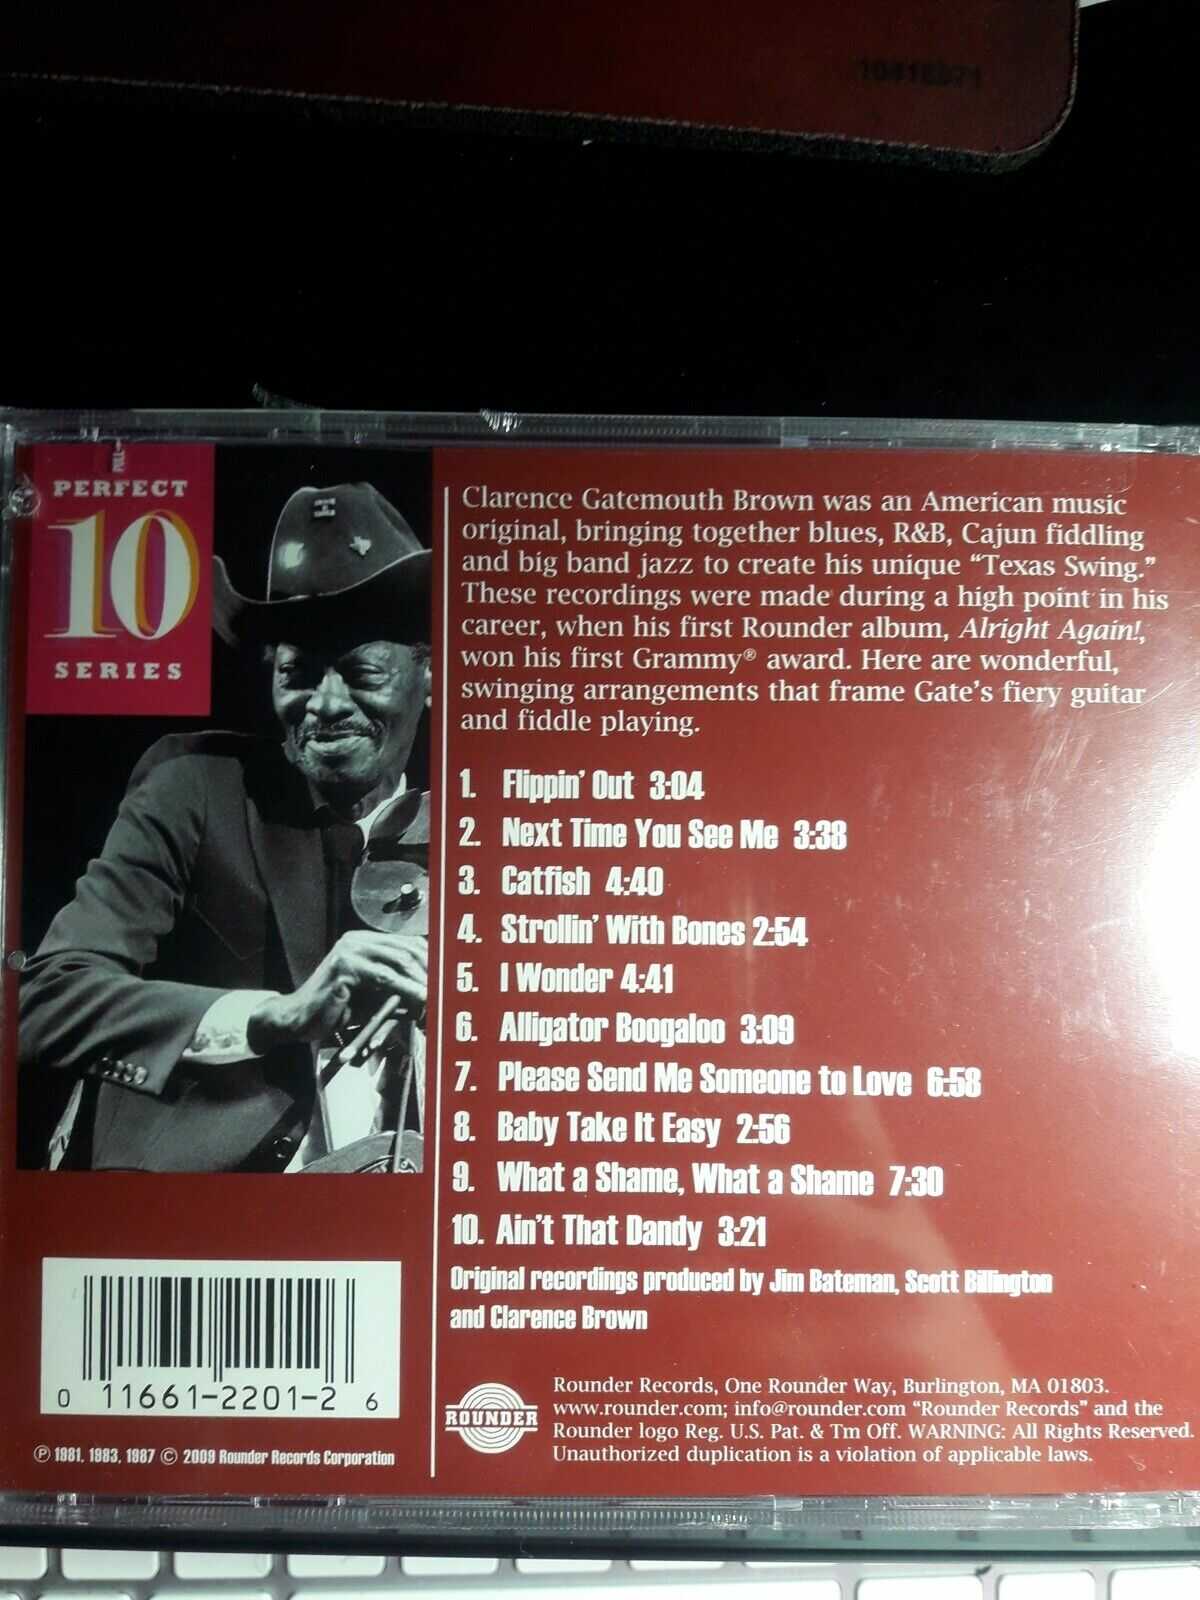 PERFECT
10
SERIES
Clarence Gatemouth Brown was an American music
original, bringing together blues, R&B, Cajun fiddling
and big band jazz to create his unique “Texas Swing.”
These recordings were made during a high point in his
career, when his first Rounder album, Alright Again!,
won his first Grammy® award. Here are wonderful,
swinging arrangements that frame Gate’s fiery guitar
and fiddle playing.
1. Flippin’ Out 3:04
2. Next Time You See Me 3:38
3. Catfish 4:40
4. Strollin’ With Bones 2:54
5. I Wonder 4:41
6. Alligator Boogaloo 3:09
7. Please Send Me Someone to Love 6:58
8. Baby Take It Easy 2:56
9. What a Shame, What a Shame 7:30
10. Ain’t That Dandy 3:21
Original recordings produced by Jim Bateman, Scott Billington
and Clarence Brown
0 11661-2201-2 6
℗ 1981, 1983, 1987 © 2009 Rounder Records Corporation
ROUNDER
Rounder Records, One Rounder Way, Burlington, MA 01803.
www.rounder.com; info@rounder.com “Rounder Records” and the
Rounder logo Reg. U.S. Pat. & Tm Off. WARNING: All Rights Reserved.
Unauthorized duplication is a violation of applicable laws.